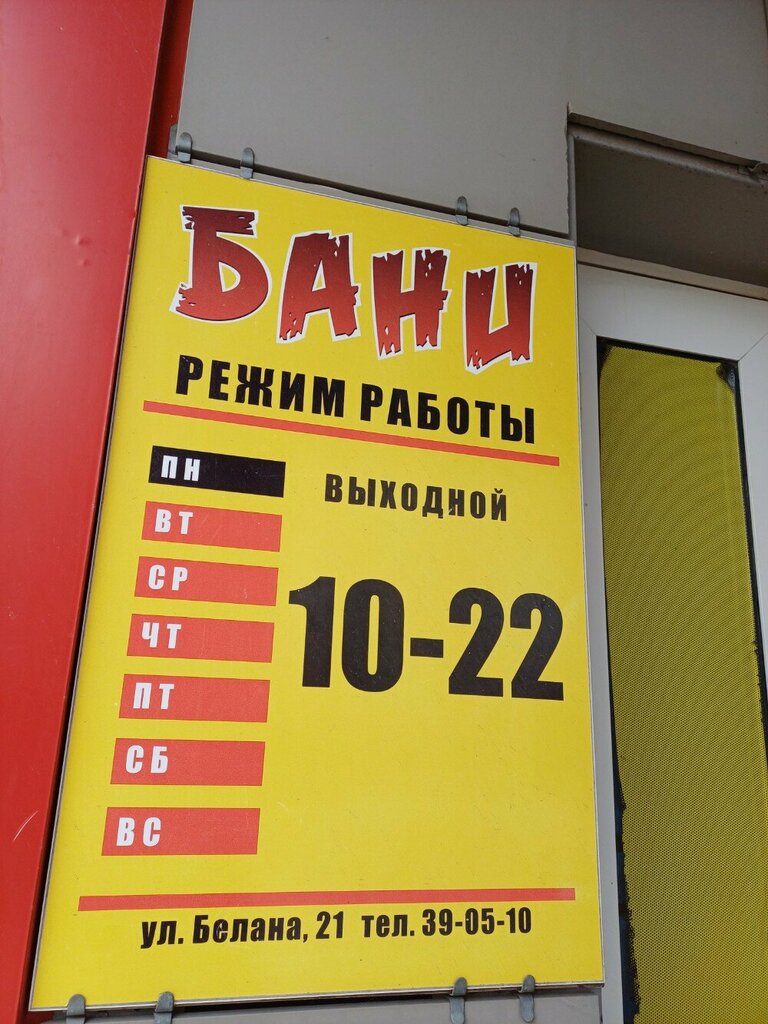 БАНИ
РЕЖИМ РАБОТЫ
ПН ВЫХОДНОЙ
ВТ
СР
10-22
ЧТ
ПТ
СБ
ВС
ул. Белана, 21 тел. 39-05-10